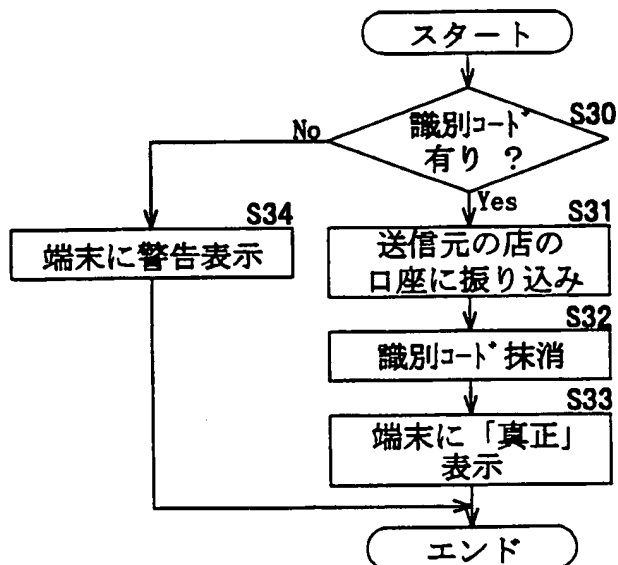 スタート
S30
識別コード
有り ?
No
Yes
S34
端末に警告表示
S31
送信元の店の
口座に振り込み
S32
識別コード抹消
S33
端末に「真正」
表示
エンド